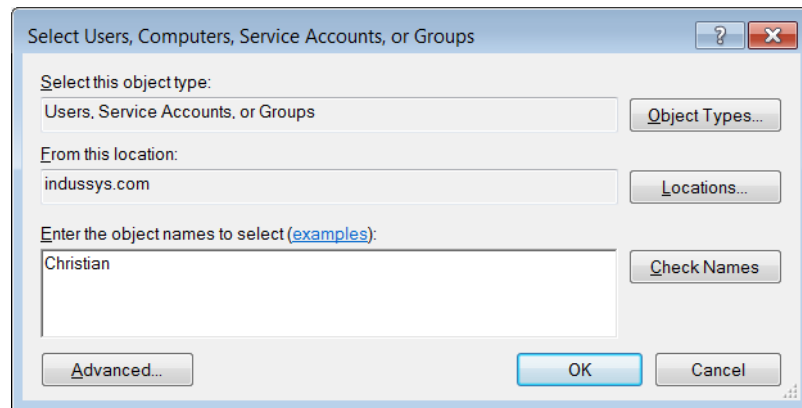 Select Users, Computers, Service Accounts, or Groups
Select this object type:
Users, Service Accounts, or Groups
Object Types...
From this location:
indussys.com
Locations...
Enter the object names to select (examples):
Christian
Check Names
Advanced...
OK
Cancel